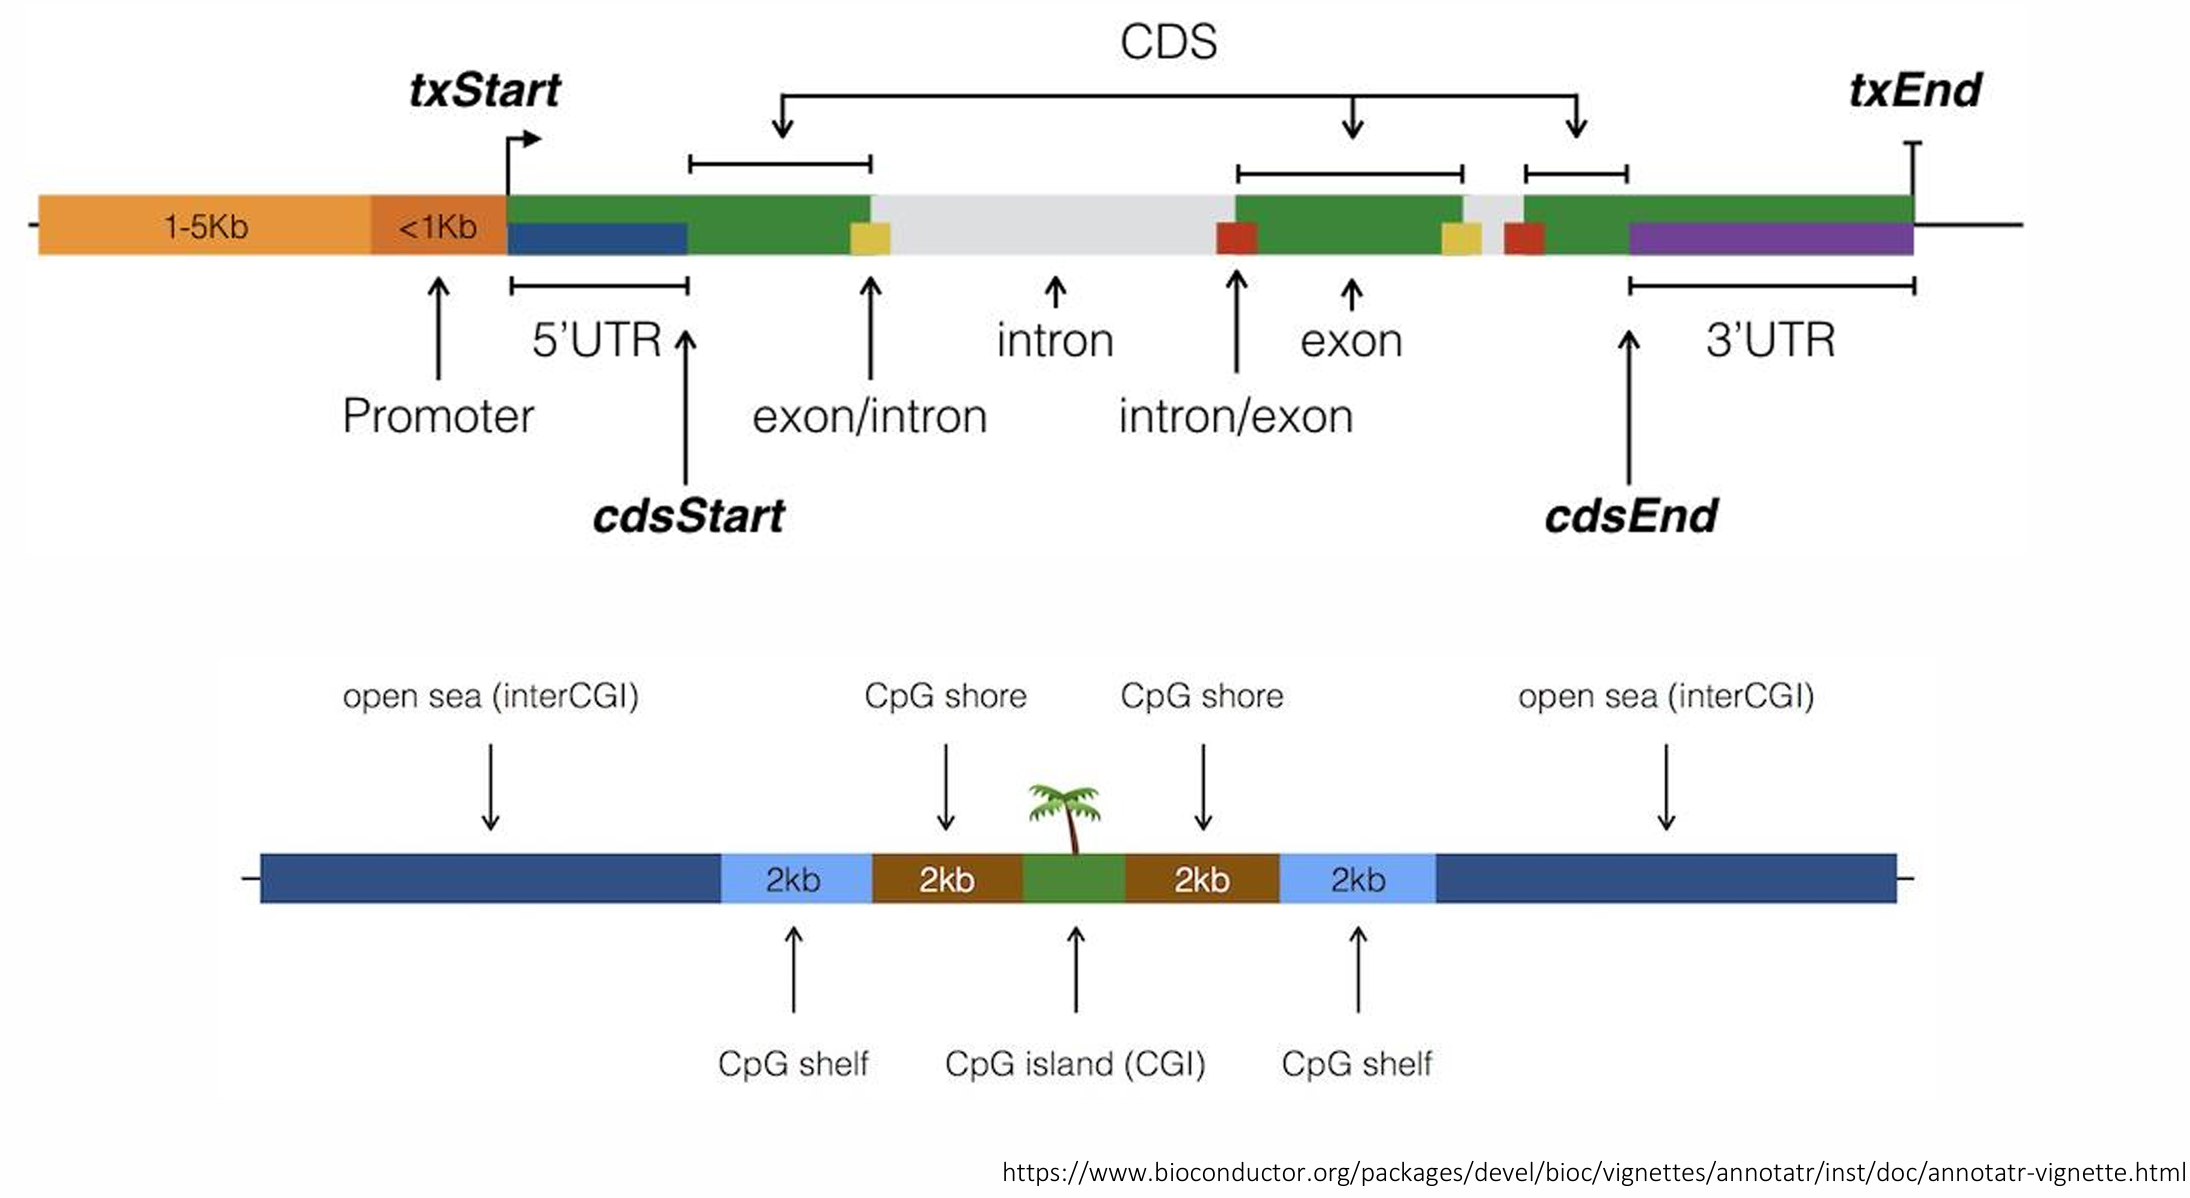 CDS
txStart
txEnd
1-5Kb
<1Kb
5’UTR
intron
exon
3’UTR
Promoter
exon/intron
intron/exon
cdsStart
cdsEnd
open sea (interCGI)
CpG shore
CpG shore
open sea (interCGI)
2kb
2kb
2kb
2kb
CpG shelf
CpG island (CGI)
CpG shelf
https://www.bioconductor.org/packages/devel/bioc/vignettes/annotatr/inst/doc/annotatr-vignette.html